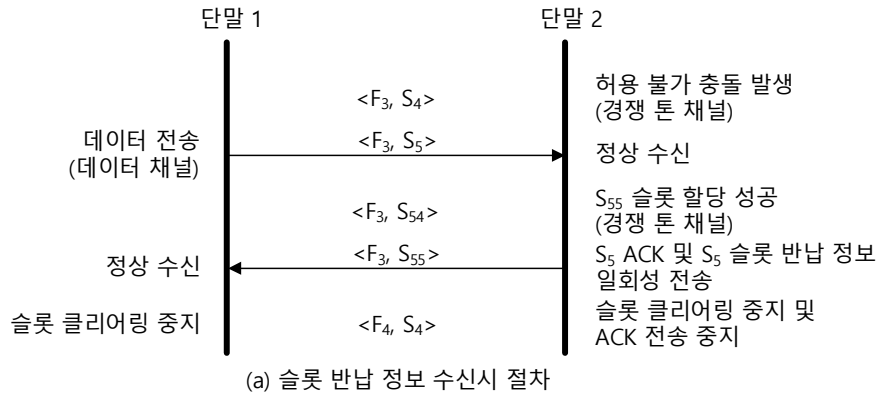 단말 1
단말 2
<F3, S4>
허용 불가 충돌 발생
(경쟁 톤 채널)
데이터 전송
(데이터 채널)
<F3, S5>
정상 수신
<F3, S54>
S55 슬롯 할당 성공
(경쟁 톤 채널)
정상 수신
<F3, S55>
S5 ACK 및 S5 슬롯 반납 정보
일회성 전송
슬롯 클리어링 중지
<F4, S4>
슬롯 클리어링 중지 및
ACK 전송 중지
(a) 슬롯 반납 정보 수신시 절차